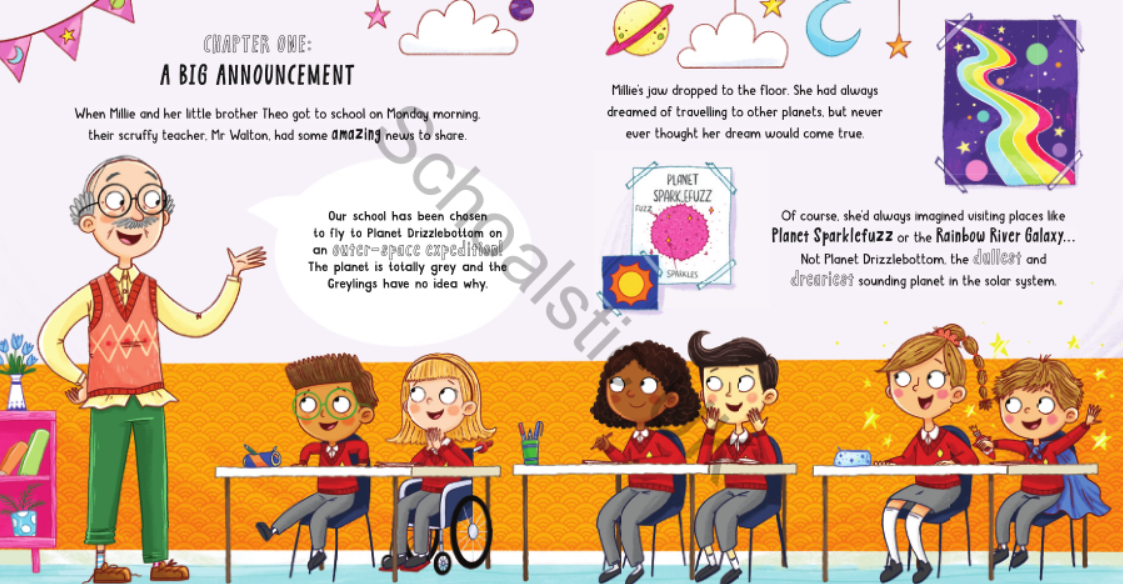 CHAPTER ONE:
A BIG ANNOUNCEMENT
When Millie and her little brother Theo got to school on Monday morning,
their scruffy teacher, Mr Walton, had some amazing news to share.
Our school has been chosen
to fly to Planet Drizzlebottom on
an outer-space expedition!
The planet is totally grey and the
Greylings have no idea why.
Millie's jaw dropped to the floor. She had always
dreamed of travelling to other planets, but never
ever thought her dream would come true.
PLANET
SPARKLEFUZZ
FUZZ
SPARKLES
Of course, she'd always imagined visiting places like
Planet Sparklefuzz or the Rainbow River Galaxy...
Not Planet Drizzlebottom, the dullest and
dreariest sounding planet in the solar system.